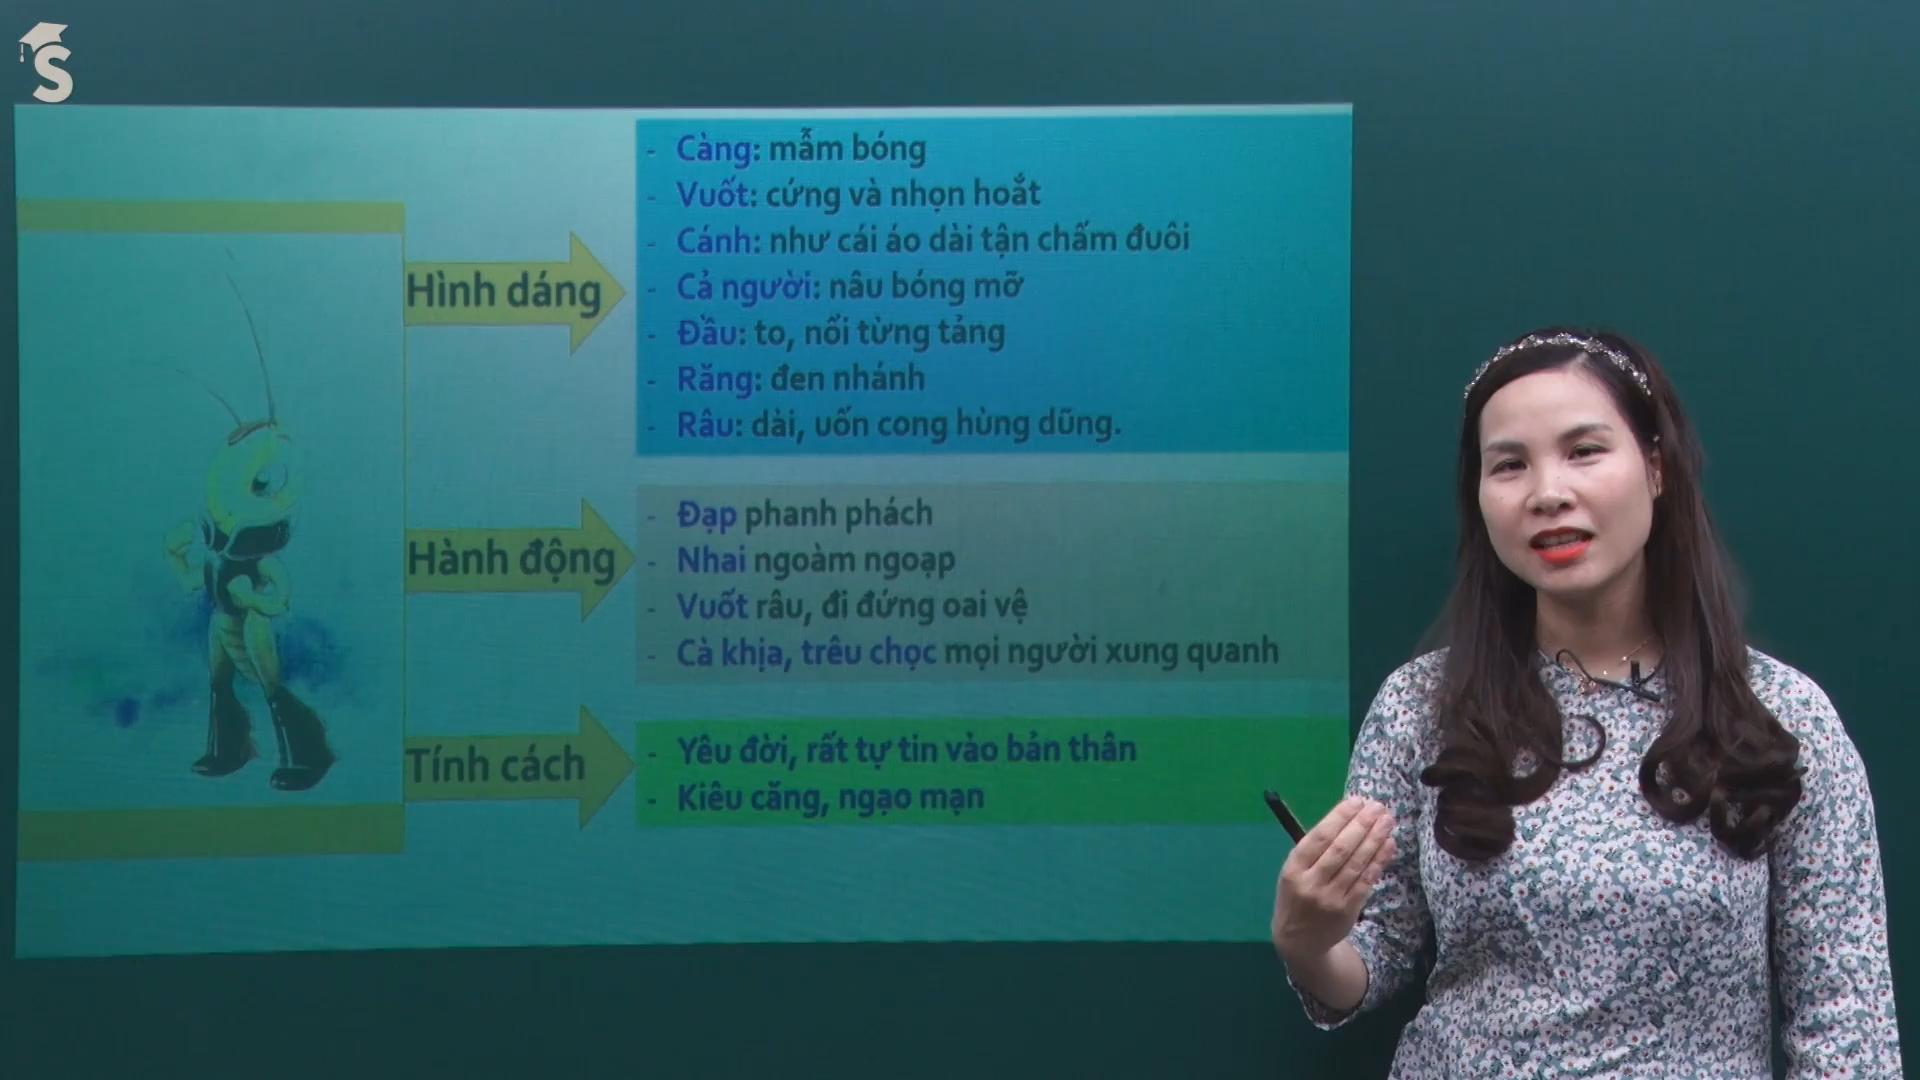 S
Hình dáng
- Càng: mẫm bóng
- Vuốt: cứng và nhọn hoắt
- Cánh: như cái áo dài tận chấm đuôi
- Cả người: nâu bóng mỡ
- Đầu: to, nổi từng tảng
- Răng: đen nhánh
- Râu: dài, uốn cong hùng dũng.
Hành động
- Đạp phanh phách
- Nhai ngoàm ngoạp
- Vuốt râu, đi đứng oai vệ
- Cà khịa, trêu chọc mọi người xung quanh
Tính cách
- Yêu đời, rất tự tin vào bản thân
- Kiêu căng, ngạo mạn